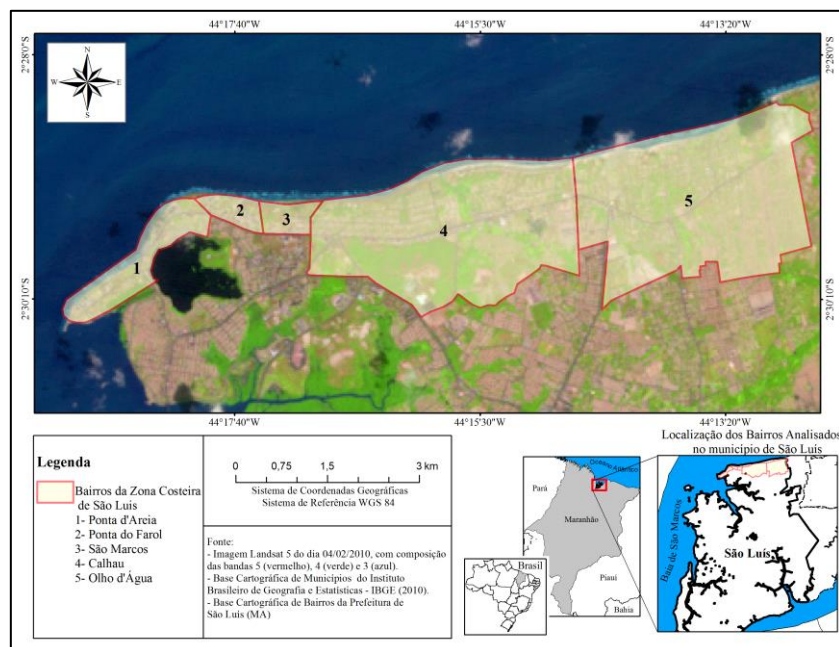 44°17'40"W 44°15'30"W 44°13'20"W
2°28'0"S 2°28'0"S
N
W E
S
1
2
3
4
5
2°30'10"S 2°30'10"S
44°17'40"W 44°15'30"W 44°13'20"W
Legenda
Bairros da Zona Costeira
de São Luis
1- Ponta d'Areia
2- Ponta do Farol
3- São Marcos
4- Calhau
5- Olho d'Água
0 0,75 1,5 3 km
Sistema de Coordenadas Geográficas
Sistema de Referência WGS 84
Fonte:
- Imagem Landsat 5 do dia 04/02/2010, com composição
das bandas 5 (vermelho), 4 (verde) e 3 (azul).
- Base Cartográfica de Municípios do Instituto
Brasileiro de Geografia e Estatísticas - IBGE (2010).
- Base Cartográfica de Bairros da Prefeitura de
São Luís (MA)
Oceano Atlântico
Pará
Maranhão
Piauí
Bahia
Brasil
Localização dos Bairros Analisados
no município de São Luis
Baía de São Marcos
São Luís